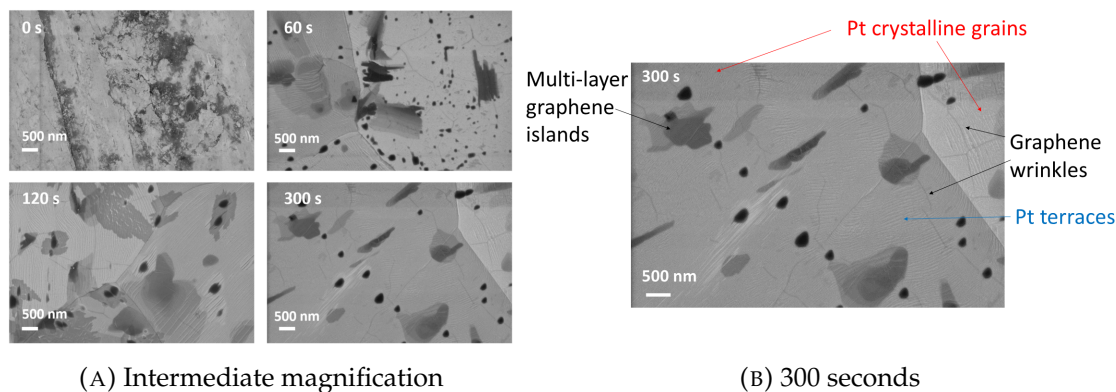 0 s
500 nm
60 s
500 nm
120 s
500 nm
300 s
500 nm
(A) Intermediate magnification
Pt crystalline grains
300 s
Multi-layer
graphene
islands
Graphene
wrinkles
Pt terraces
500 nm
(B) 300 seconds